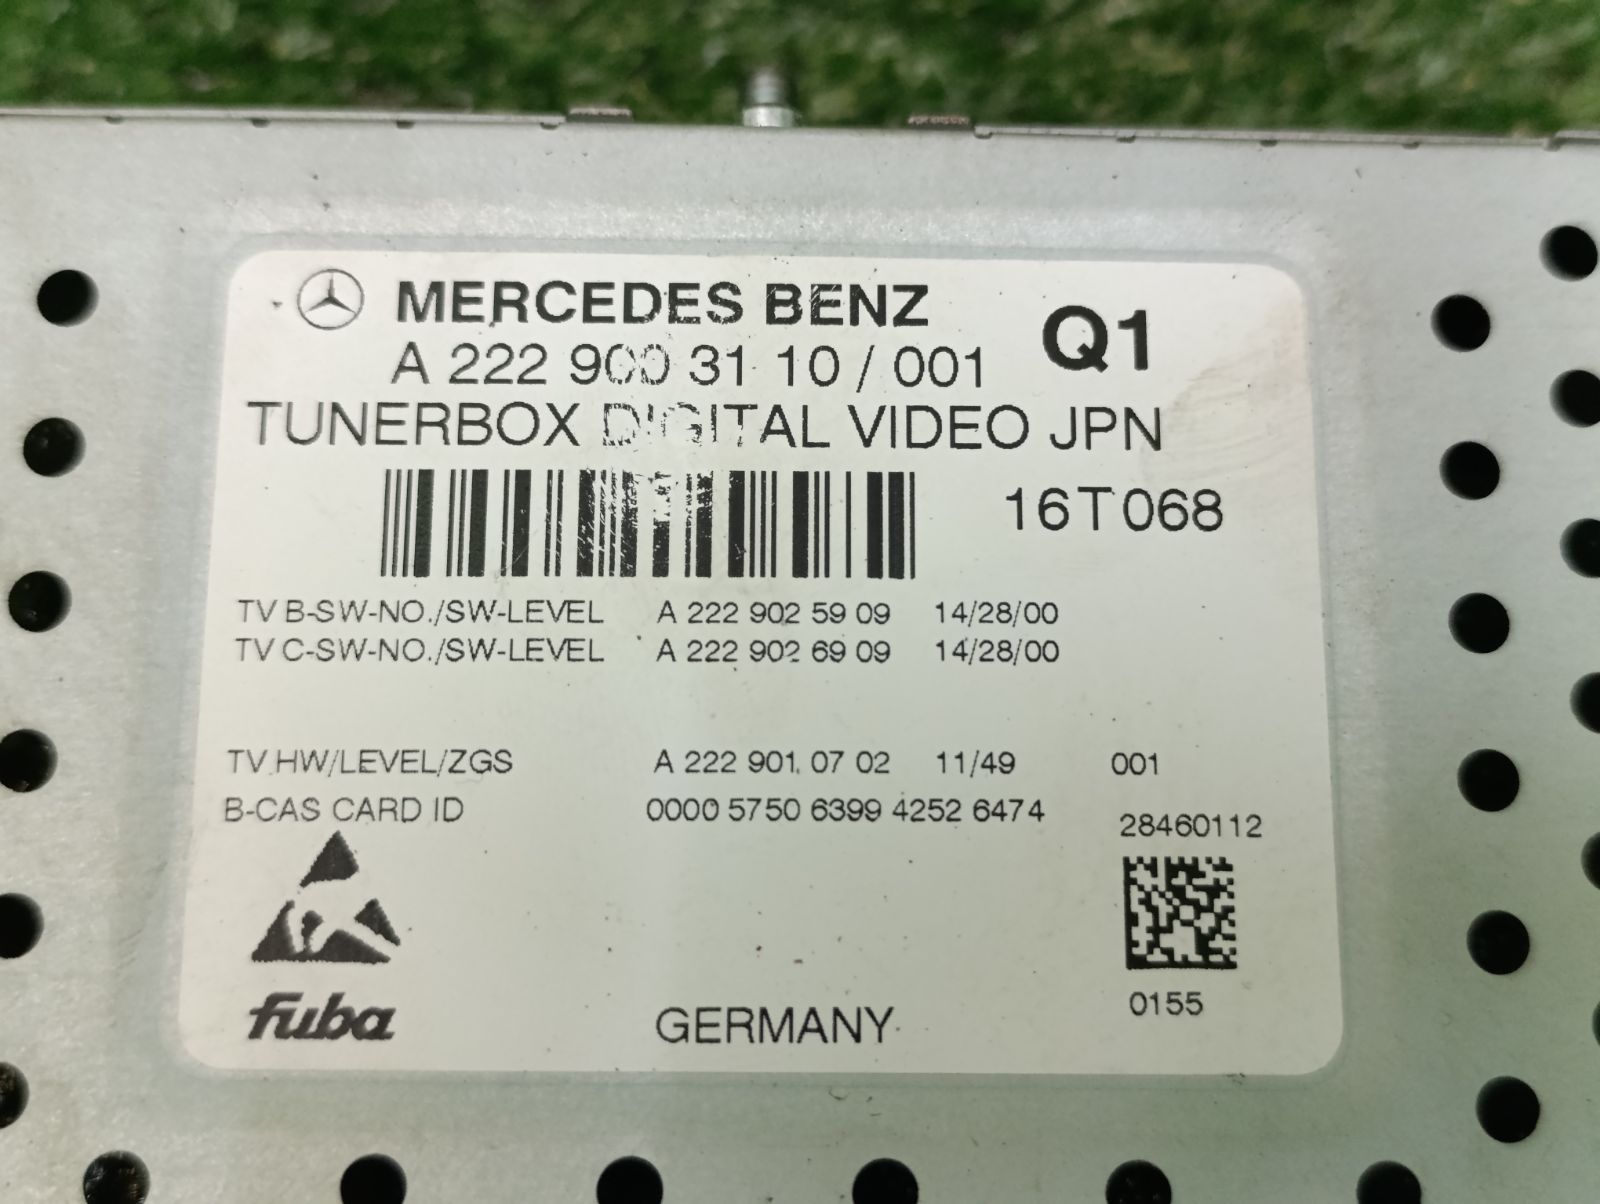 MERCEDES BENZ
Q1
A 222 900 31 10 / 001
TUNERBOX DIGITAL VIDEO JPN
16T068
TV B-SW-NO./SW-LEVEL A 222 902 59 09 14/28/00
TV C-SW-NO./SW-LEVEL A 222 902 69 09 14/28/00
TV HW/LEVEL/ZGS A 222 901 07 02 11/49 001
B-CAS CARD ID 0000 5750 6399 4252 6474
28460112
0155
fuba
GERMANY